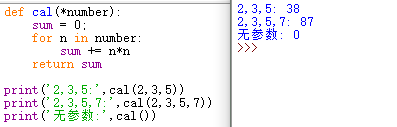 def cal(*number):
    sum = 0;
    for n in number:
        sum += n*n
    return sum
print('2,3,5:',cal(2,3,5))
print('2,3,5,7:',cal(2,3,5,7))
print('无参数:',cal())
2,3,5: 38
2,3,5,7: 87
无参数: 0
>>>